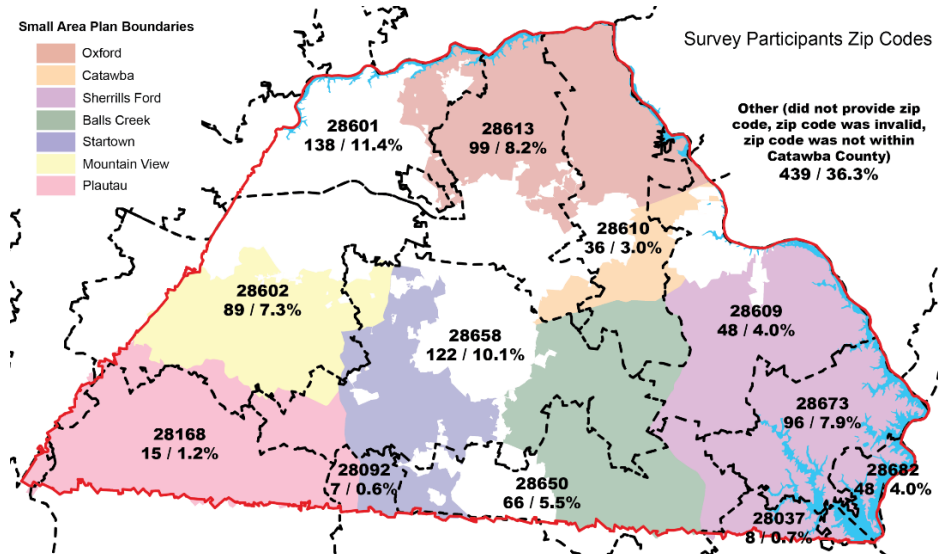 Small Area Plan Boundaries
Oxford
Catawba
Sherrills Ford
Balls Creek
Startown
Mountain View
Plautau
Survey Participants Zip Codes
Other (did not provide zip
code, zip code was invalid,
zip code was not within
Catawba County)
439 / 36.3%
28601
138 / 11.4%
28613
99 / 8.2%
28610
36 / 3.0%
28602
89 / 7.3%
28658
122 / 10.1%
28609
48 / 4.0%
28673
96 / 7.9%
28168
15 / 1.2%
28092
7 / 0.6%
28650
66 / 5.5%
28682
48 / 4.0%
28037
8 / 0.7%